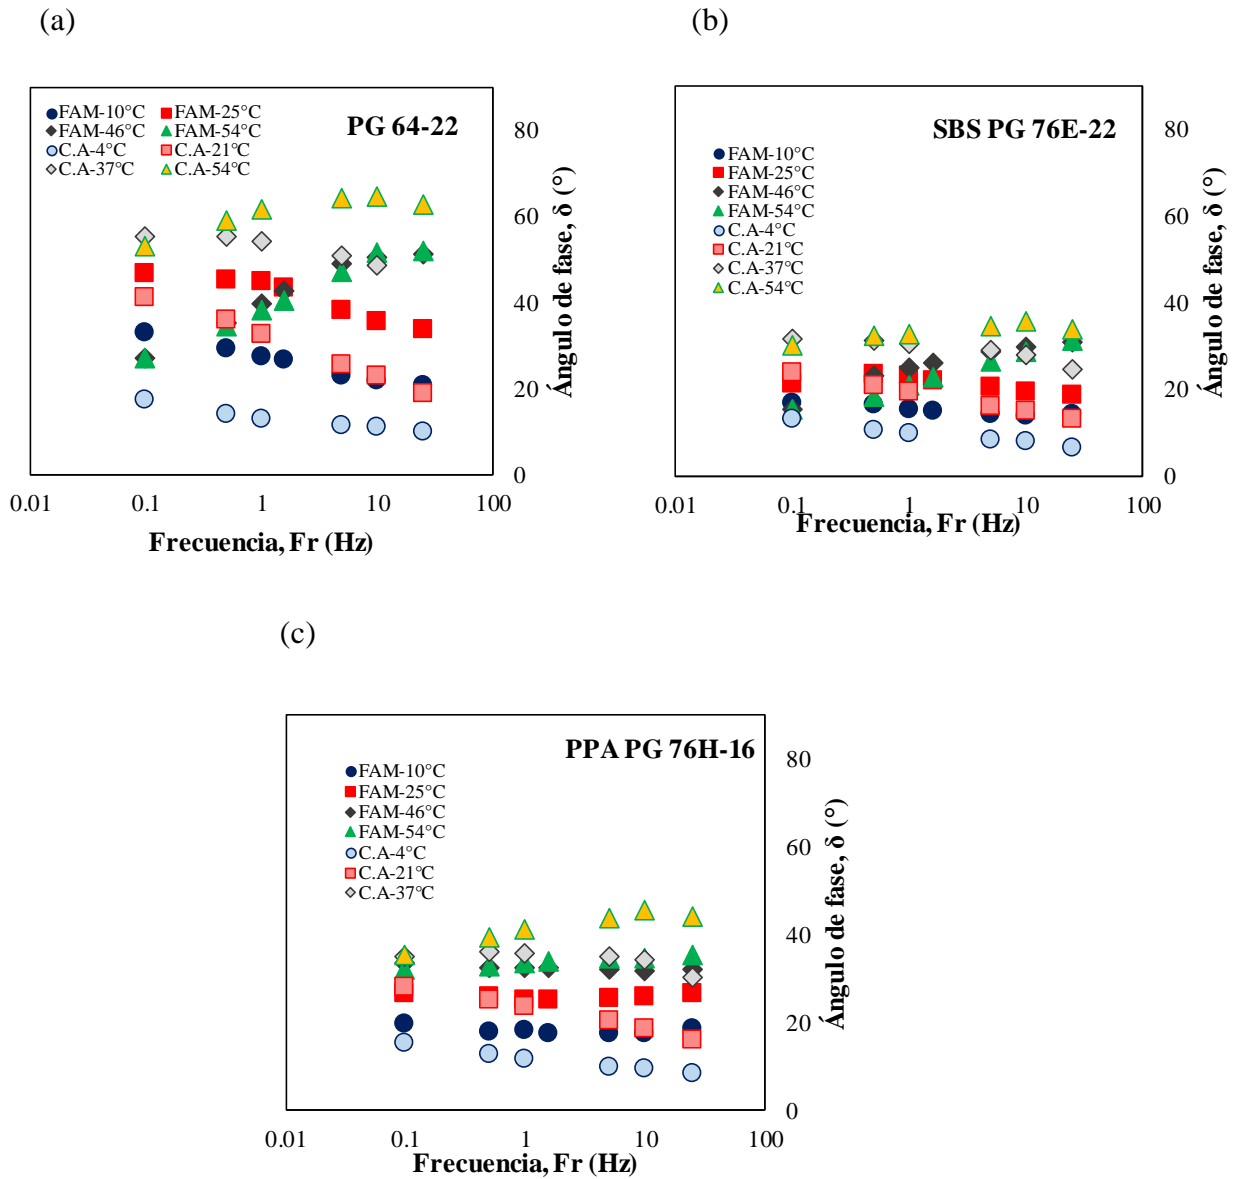 (a)
FAM-10°C FAM-25°C
FAM-46°C FAM-54°C
C.A-4°C C.A-21°C
C.A-37°C C.A-54°C
PG 64-22
80
60
40
20
0
Ángulo de fase, δ (°)
0.01 0.1 1 10 100
Frecuencia, Fr (Hz)
(b)
SBS PG 76E-22
FAM-10°C
FAM-25°C
FAM-46°C
FAM-54°C
C.A-4°C
C.A-21°C
C.A-37°C
C.A-54°C
80
60
40
20
0
Ángulo de fase, δ (°)
0.01 0.1 1 10 100
Frecuencia, Fr (Hz)
(c)
PPA PG 76H-16
FAM-10°C
FAM-25°C
FAM-46°C
FAM-54°C
C.A-4°C
C.A-21°C
C.A-37°C
80
60
40
20
0
Ángulo de fase, δ (°)
0.01 0.1 1 10 100
Frecuencia, Fr (Hz)